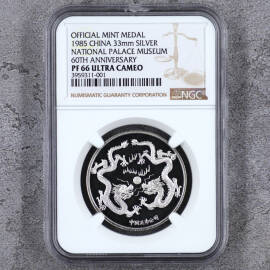 OFFICIAL MINT MEDAL
1985 CHINA 33mm SILVER
NATIONAL PALACE MUSEUM
60TH ANNIVERSARY
PF 66 ULTRA CAMEO
3959311-001
NUMISMATIC GUARANTY CORPORATION
NGC